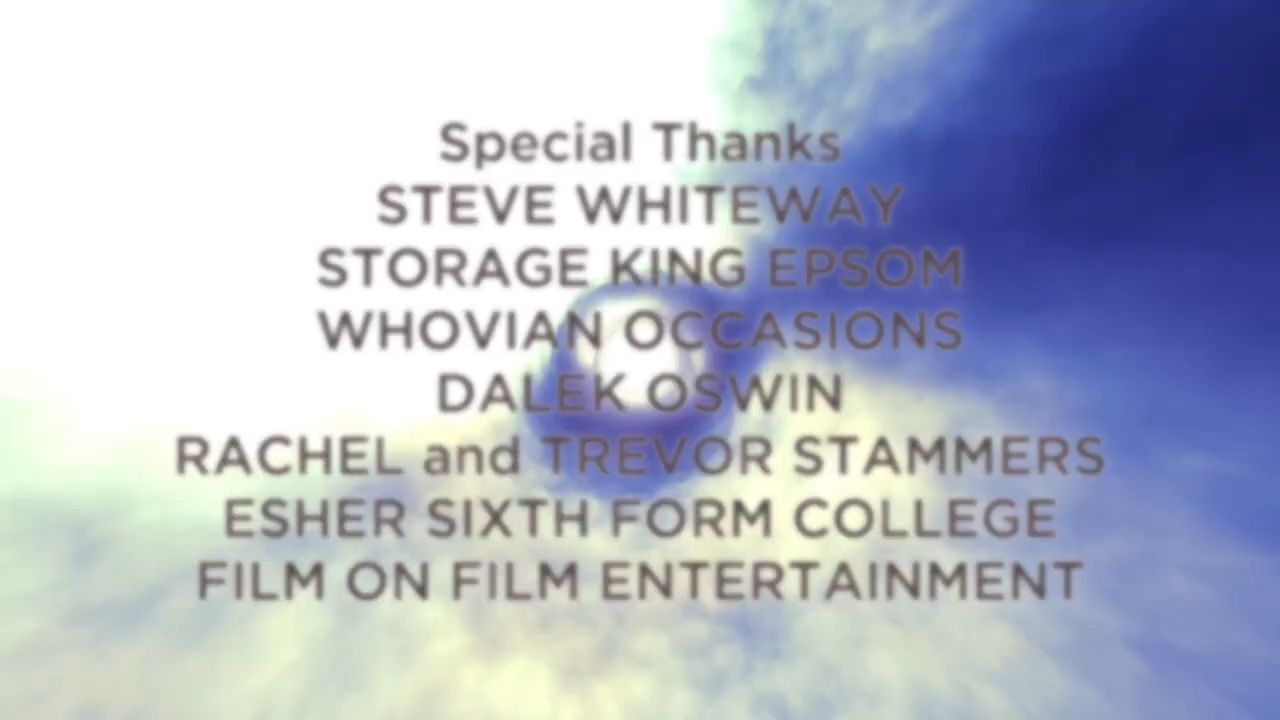 Special Thanks
STEVE WHITEWAY
STORAGE KING EPSOM
WHOVIAN OCCASIONS
DALEK OSWIN
RACHEL and TREVOR STAMMERS
ESHER SIXTH FORM COLLEGE
FILM ON FILM ENTERTAINMENT